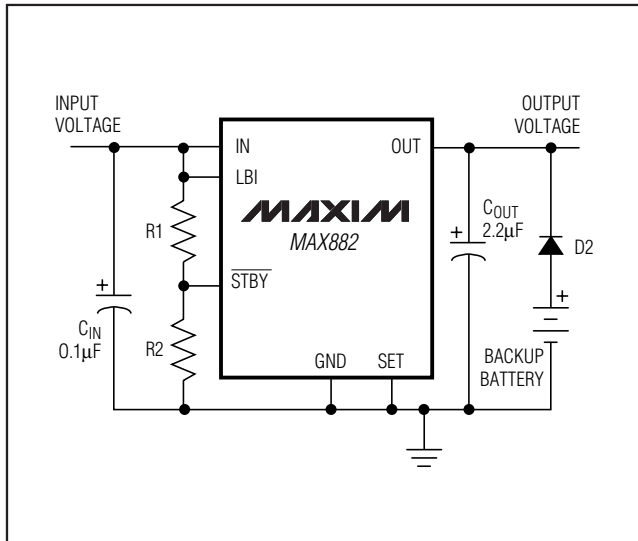 INPUT
VOLTAGE
OUTPUT
VOLTAGE
IN
OUT
LBI
MAXIM
MAX882
R1
STBY
R2
+
CIN
0.1µF
+
COUT
2.2µF
D2
+
BACKUP
BATTERY
GND
SET